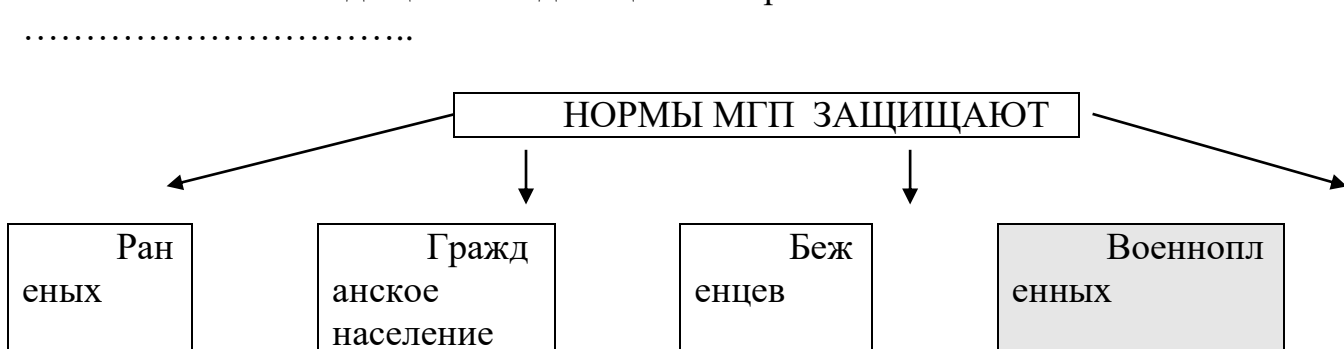 …………………………..
НОРМЫ МГП ЗАЩИЩАЮТ
Ран
еных
Гражд
анское
население
Беж
енцев
Военнопл
енных